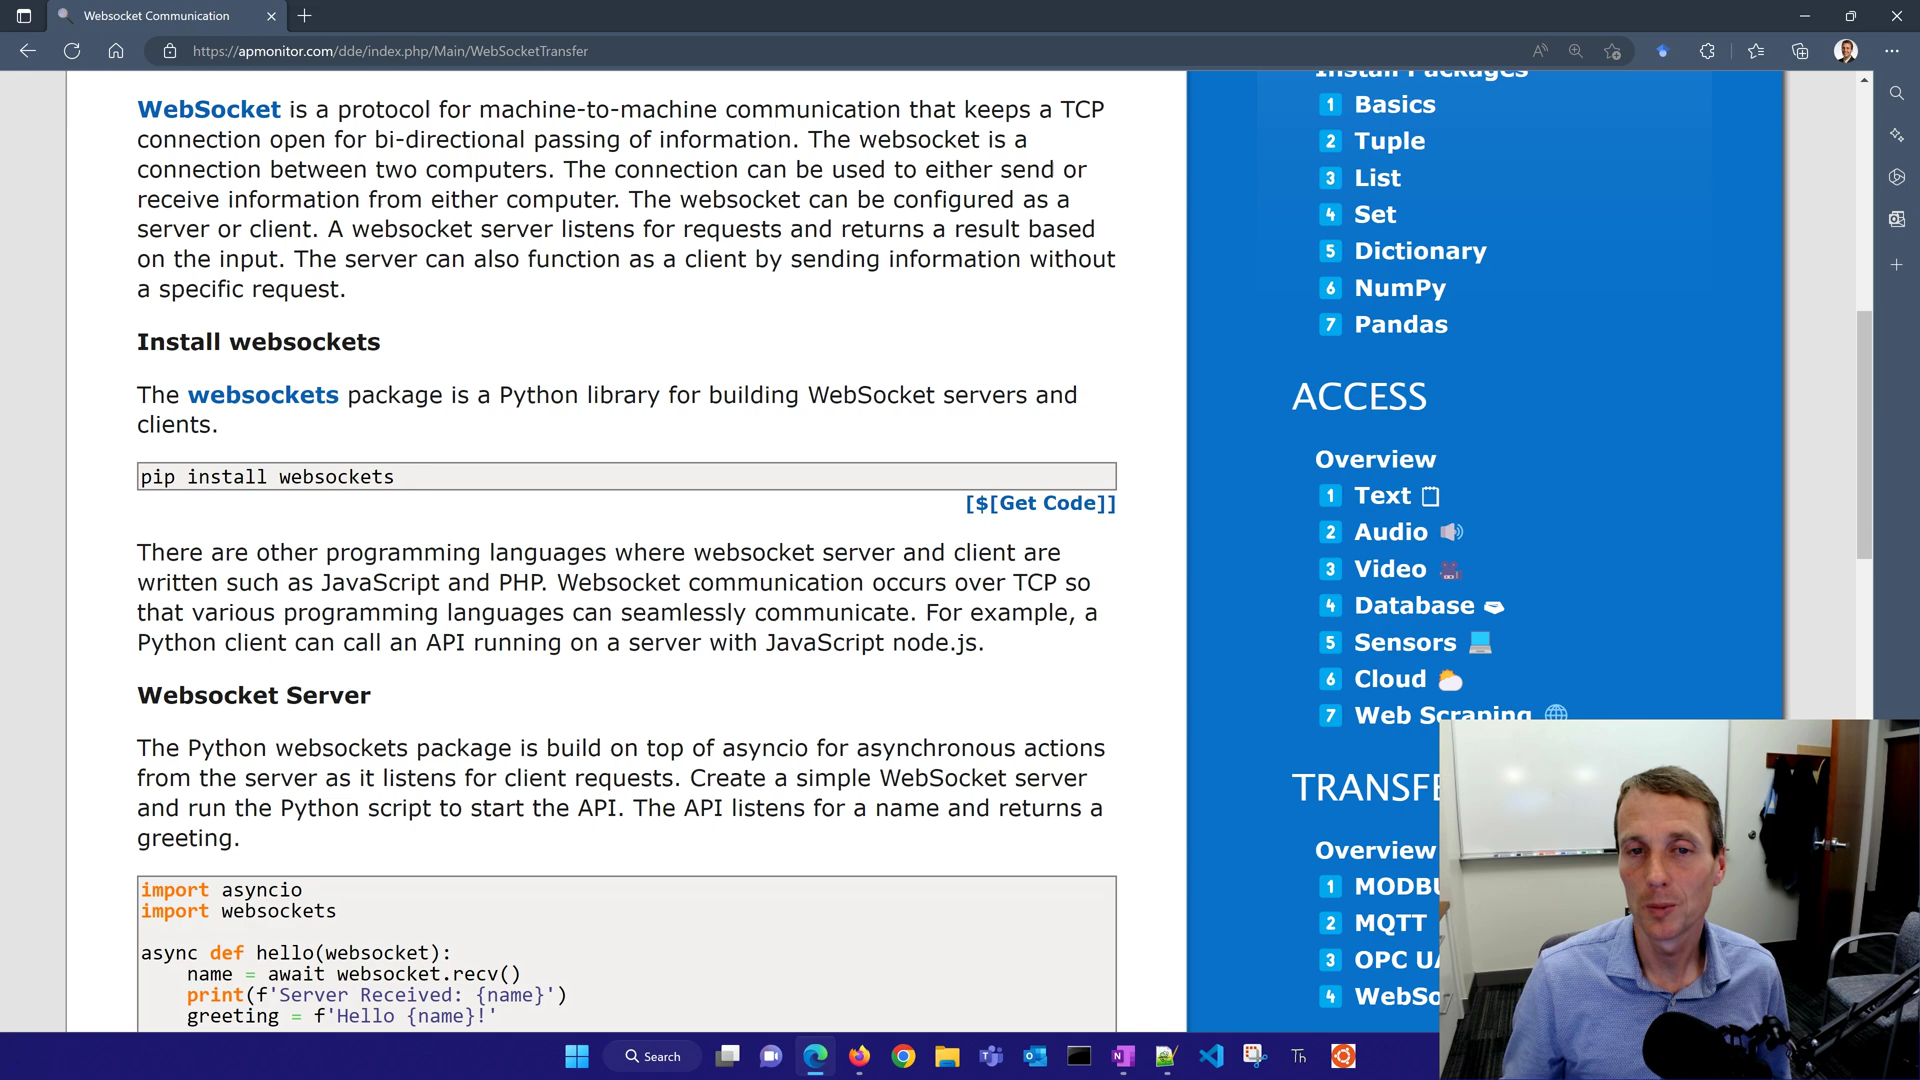 Websocket Communication
https://apmonitor.com/dde/index.php/Main/WebSocketTransfer
WebSocket is a protocol for machine-to-machine communication that keeps a TCP
connection open for bi-directional passing of information. The websocket is a
connection between two computers. The connection can be used to either send or
receive information from either computer. The websocket can be configured as a
server or client. A websocket server listens for requests and returns a result based
on the input. The server can also function as a client by sending information without
a specific request.
Install websockets
The websockets package is a Python library for building WebSocket servers and
clients.
pip install websockets
[$[Get Code]]
There are other programming languages where websocket server and client are
written such as JavaScript and PHP. Websocket communication occurs over TCP so
that various programming languages can seamlessly communicate. For example, a
Python client can call an API running on a server with JavaScript node.js.
Websocket Server
The Python websockets package is build on top of asyncio for asynchronous actions
from the server as it listens for client requests. Create a simple WebSocket server
and run the Python script to start the API. The API listens for a name and returns a
greeting.
import asyncio
import websockets
async def hello(websocket):
    name = await websocket.recv()
    print(f'Server Received: {name}')
    greeting = f'Hello {name}!'
Install Packages
1 Basics
2 Tuple
3 List
4 Set
5 Dictionary
6 NumPy
7 Pandas
ACCESS
Overview
1 Text
2 Audio
3 Video
4 Database
5 Sensors
6 Cloud
7 Web Scraping
TRANSFE
Overview
1 MODBU
2 MQTT
3 OPC UA
4 WebSo
Search
Th